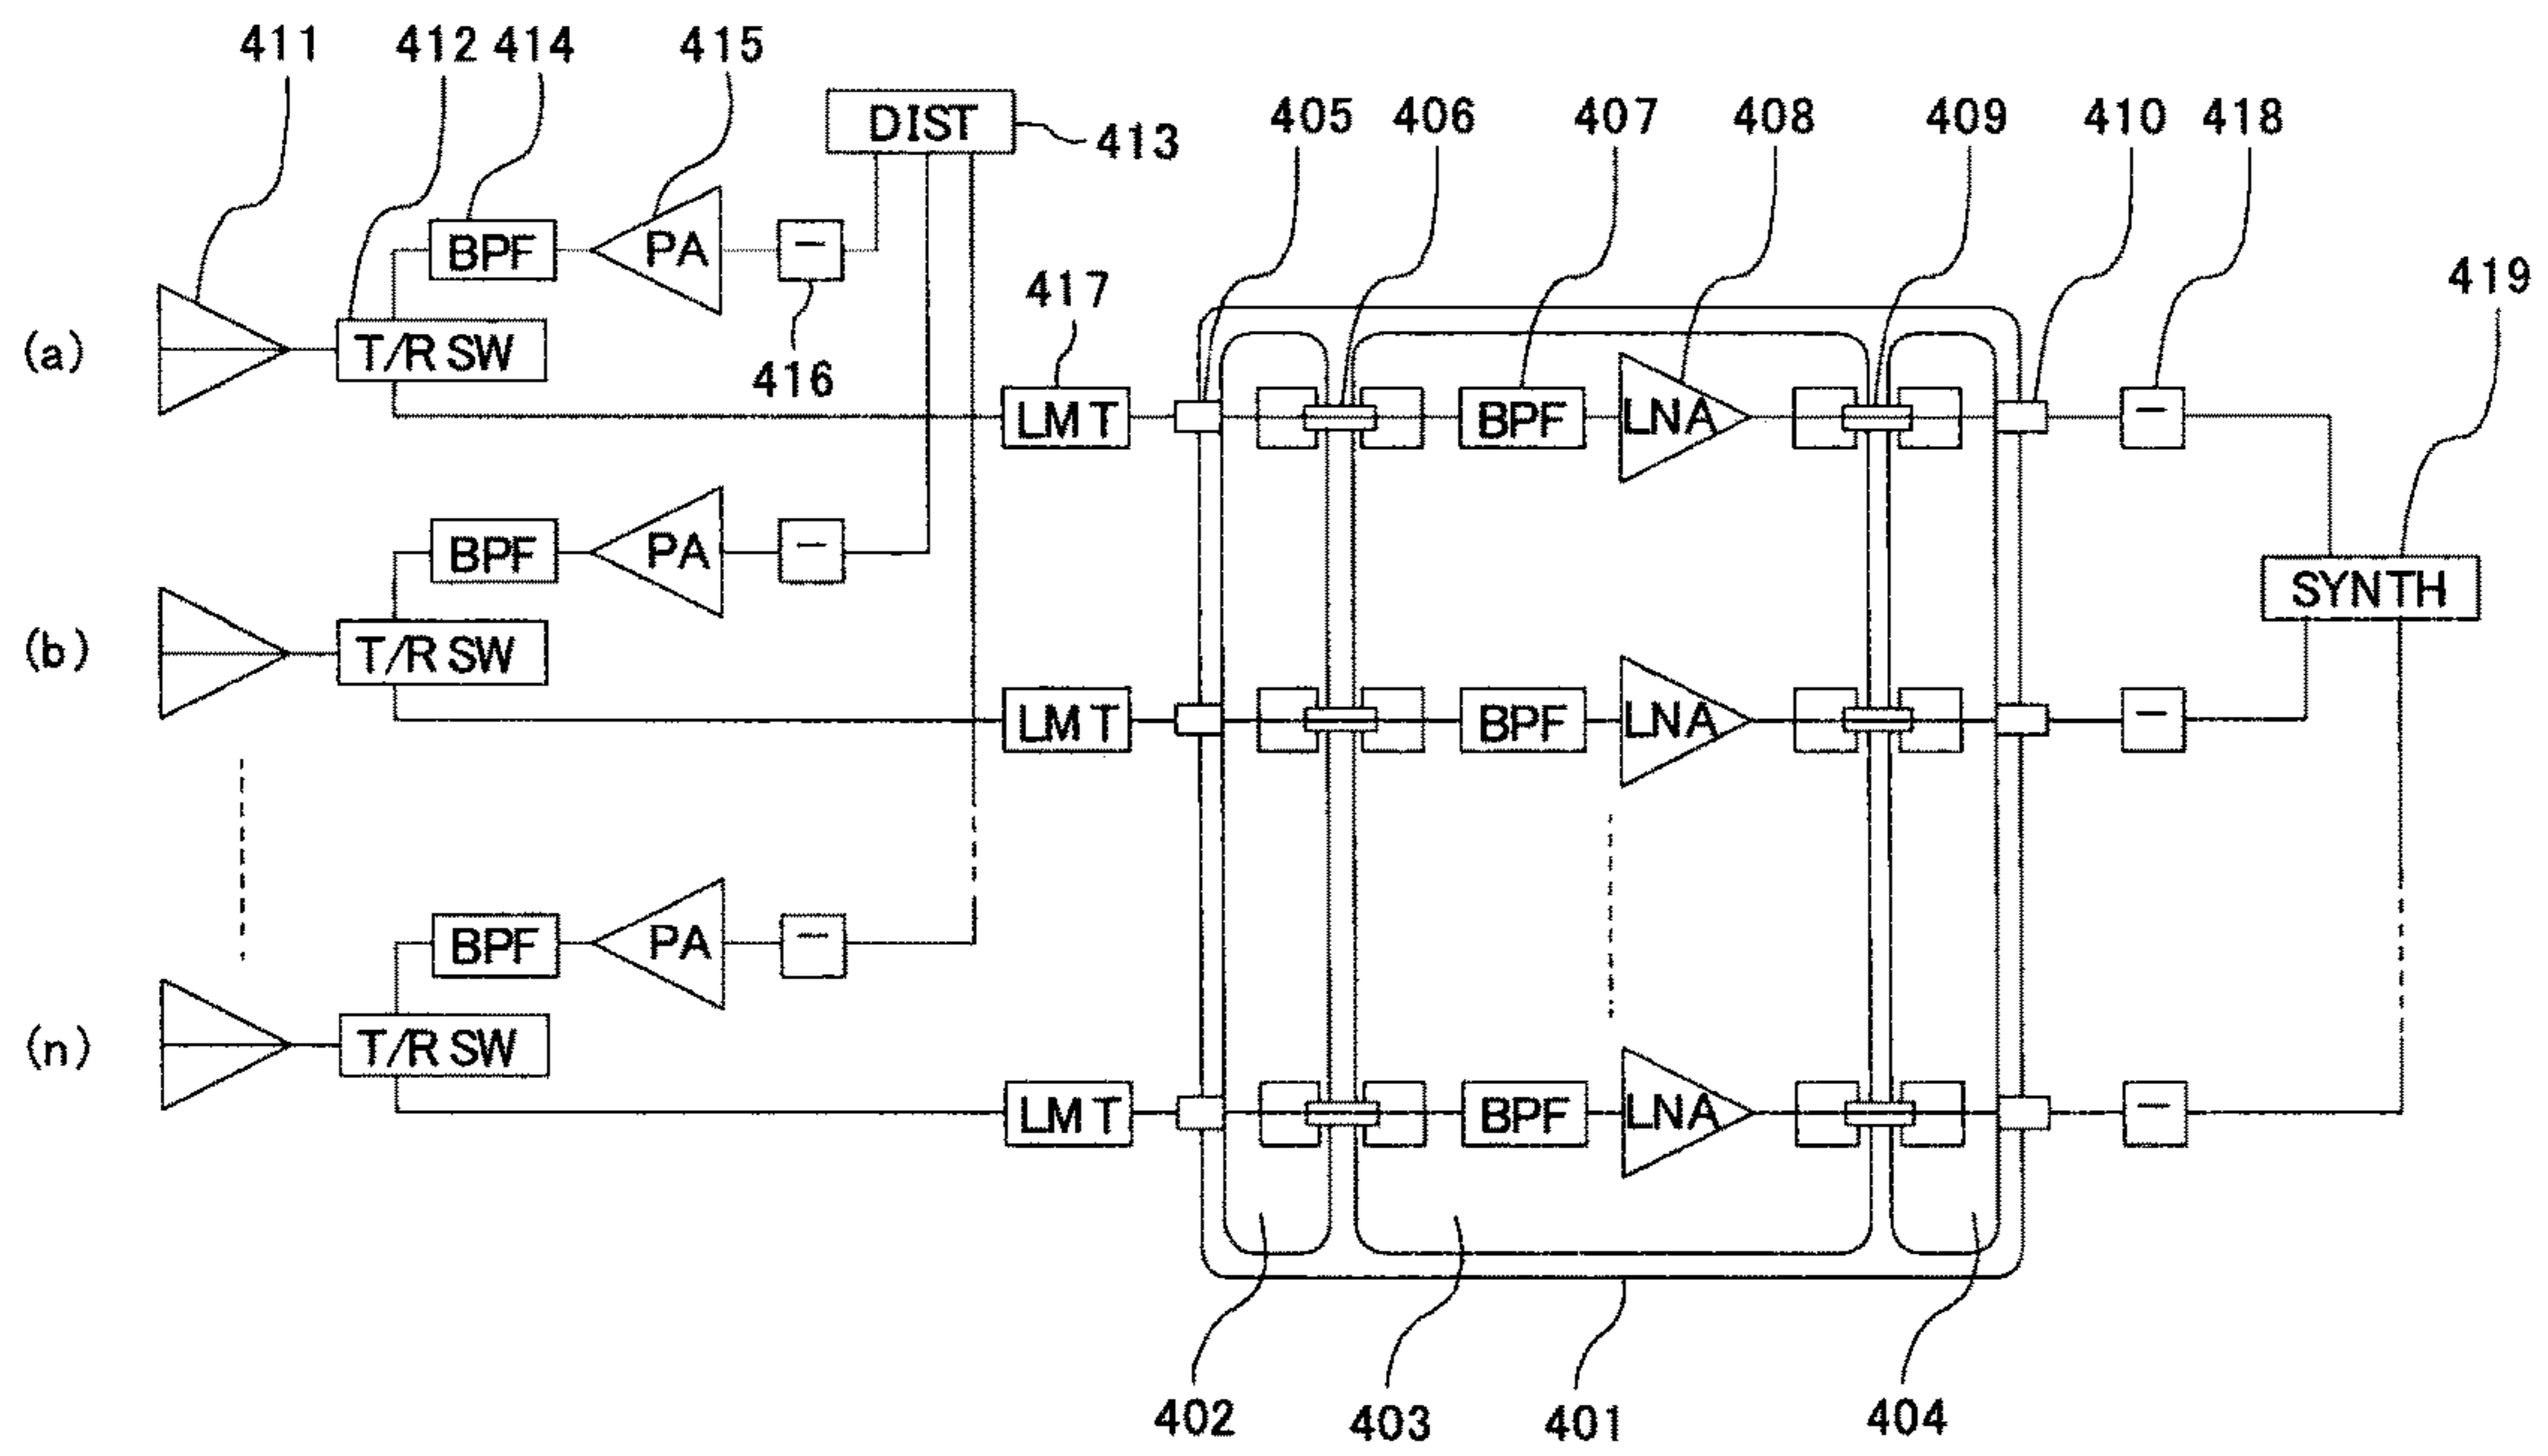 411 412 414 415
405 406 407 408 409 410 418
DIST 413
BPF PA −
417 419
(a) T/R SW
416
LMT BPF LNA −
BPF PA −
SYNTH
(b) T/R SW
LMT BPF LNA −
BPF PA −
(n) T/R SW
LMT BPF LNA −
402 403 401 404